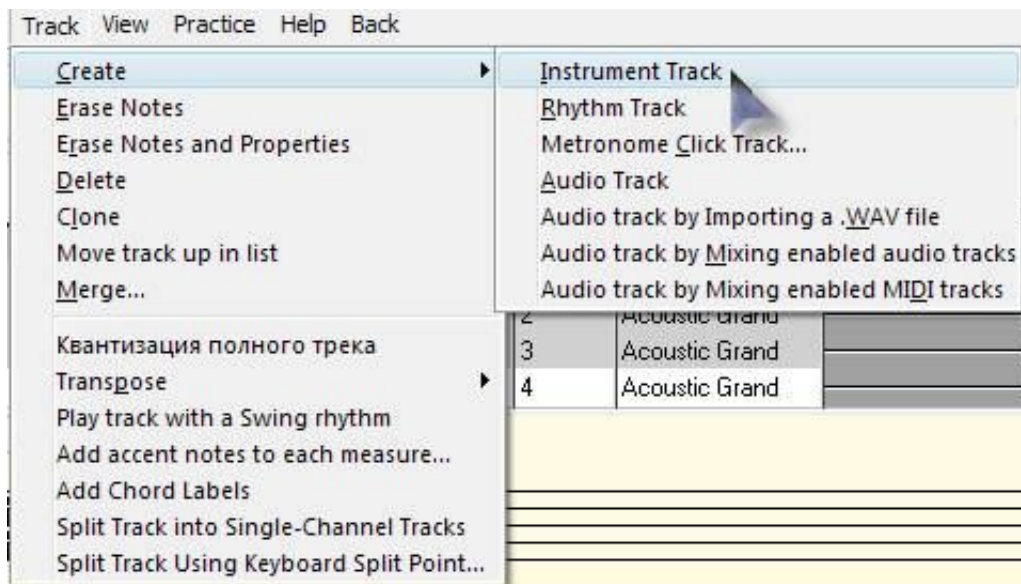 Track View Practice Help Back
Create
Erase Notes
Erase Notes and Properties
Delete
Clone
Move track up in list
Merge...
Квантизация полного трека
Transpose
Play track with a Swing rhythm
Add accent notes to each measure...
Add Chord Labels
Split Track into Single-Channel Tracks
Split Track Using Keyboard Split Point...
Instrument Track
Rhythm Track
Metronome Click Track...
Audio Track
Audio track by Importing a .WAV file
Audio track by Mixing enabled audio tracks
Audio track by Mixing enabled MIDI tracks
2 Acoustic Grand
3 Acoustic Grand
4 Acoustic Grand